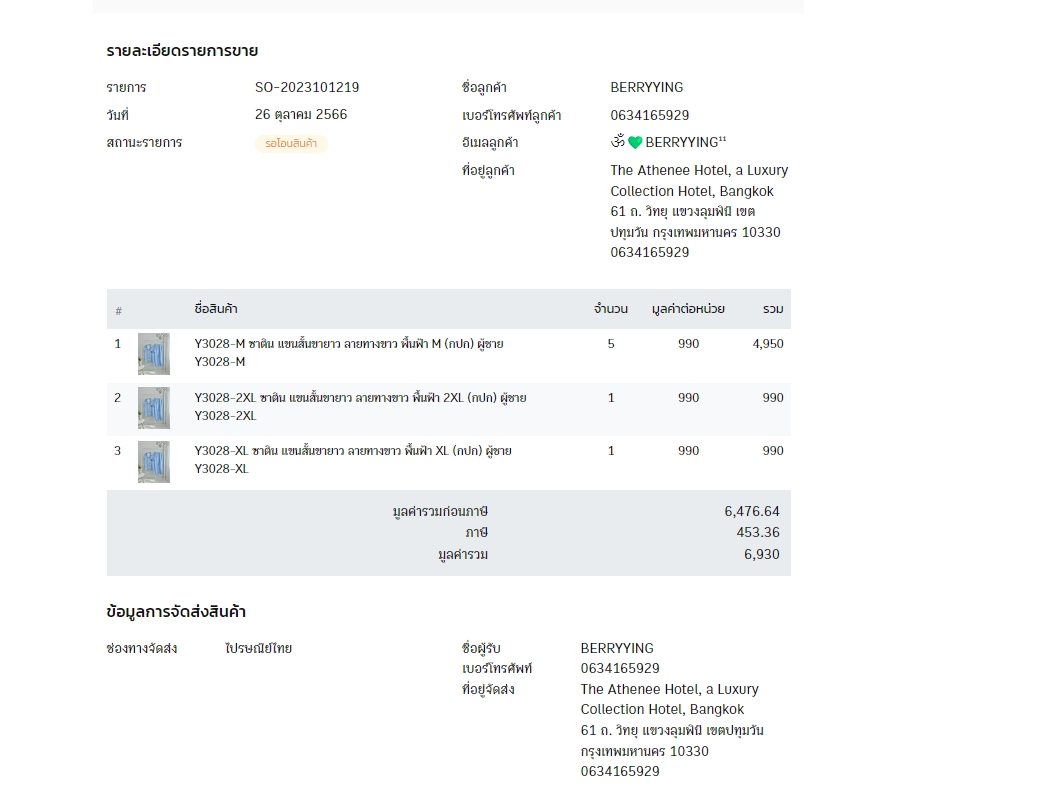 รายละเอียดรายการขาย
รายการ SO-2023101219
วันที่ 26 ตุลาคม 2566
สถานะรายการ รอโอนสินค้า
ชื่อลูกค้า BERRYYING
เบอร์โทรศัพท์ลูกค้า 0634165929
อีเมลลูกค้า ॐ💚BERRYYING¹¹
ที่อยู่ลูกค้า The Athenee Hotel, a Luxury
Collection Hotel, Bangkok
61 ถ. วิทยุ แขวงลุมพินี เขต
ปทุมวัน กรุงเทพมหานคร 10330
0634165929
# ชื่อสินค้า จำนวน มูลค่าต่อหน่วย รวม
1 Y3028-M ซาติน แขนสั้นขายาว ลายทางขาว พื้นฟ้า M (กปก) ผู้ชาย 5 990 4,950
Y3028-M
2 Y3028-2XL ซาติน แขนสั้นขายาว ลายทางขาว พื้นฟ้า 2XL (กปก) ผู้ชาย 1 990 990
Y3028-2XL
3 Y3028-XL ซาติน แขนสั้นขายาว ลายทางขาว พื้นฟ้า XL (กปก) ผู้ชาย 1 990 990
Y3028-XL
มูลค่ารวมก่อนภาษี 6,476.64
ภาษี 453.36
มูลค่ารวม 6,930
ข้อมูลการจัดส่งสินค้า
ช่องทางจัดส่ง ไปรษณีย์ไทย
ชื่อผู้รับ BERRYYING
เบอร์โทรศัพท์ 0634165929
ที่อยู่จัดส่ง The Athenee Hotel, a Luxury
Collection Hotel, Bangkok
61 ถ. วิทยุ แขวงลุมพินี เขตปทุมวัน
กรุงเทพมหานคร 10330
0634165929